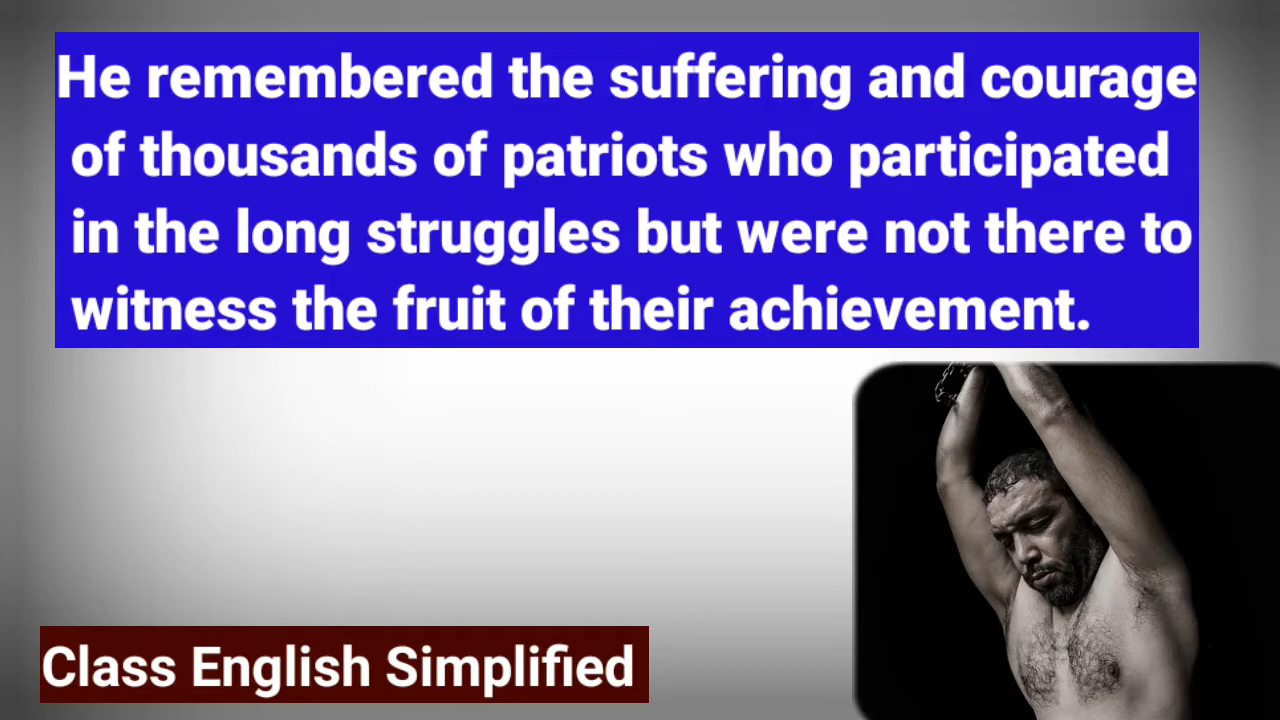 He remembered the suffering and courage
of thousands of patriots who participated
in the long struggles but were not there to
witness the fruit of their achievement.
Class English Simplified